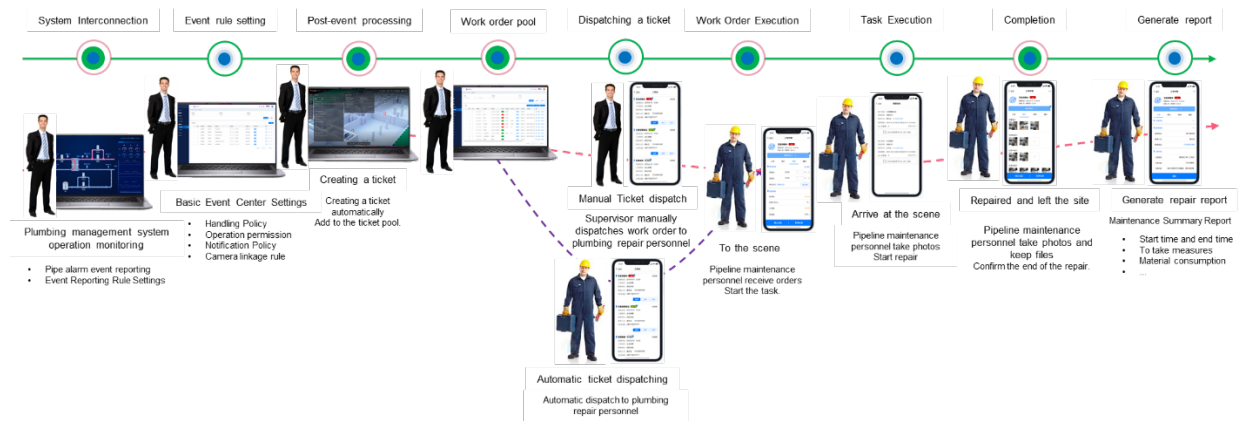 System Interconnection
Event rule setting
Post-event processing
Work order pool
Dispatching a ticket
Work Order Execution
Task Execution
Completion
Generate report
Plumbing management system
operation monitoring
• Pipe alarm event reporting
• Event Reporting Rule Settings
Basic Event Center Settings
• Handling Policy
• Operation permission
• Notification Policy
• Camera linkage rule
Creating a ticket
Creating a ticket
automatically
Add to the ticket pool.
Manual Ticket dispatch
Supervisor manually
dispatches work order to
plumbing repair personnel
Automatic ticket dispatching
Automatic dispatch to plumbing
repair personnel
To the scene
Pipeline maintenance
personnel receive orders
Start the task.
Arrive at the scene
Pipeline maintenance
personnel take photos
Start repair
Repaired and left the site
Pipeline maintenance
personnel take photos and
keep files
Confirm the end of the repair.
Generate repair report
Maintenance Summary Report
• Start time and end time
• To take measures
• Material consumption
• ...